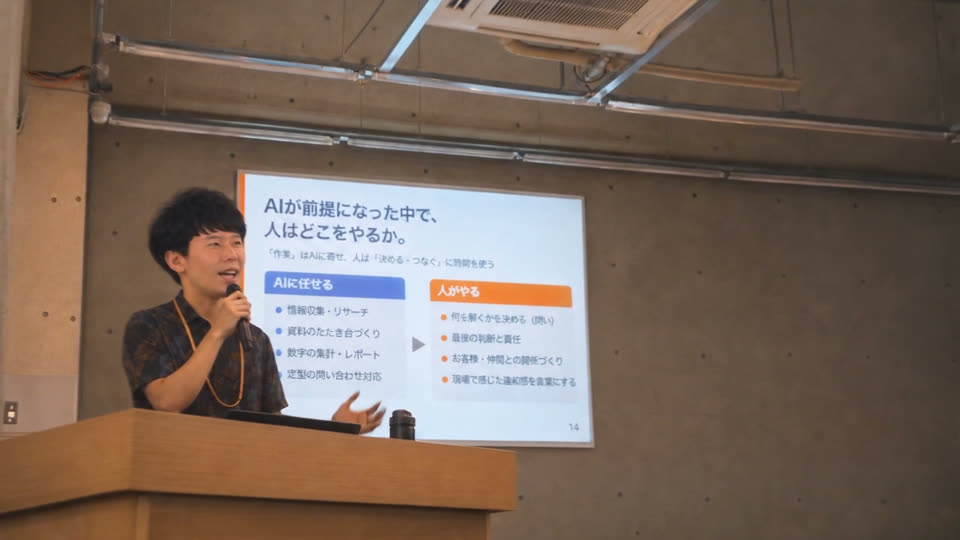 AIが前提になった中で、
人はどこをやるか。
「作業」はAIに寄せ、人は「決める・つなぐ」に時間を使う
AIに任せる
情報収集・リサーチ
資料のたたき台づくり
数字の集計・レポート
定型の問い合わせ対応
人がやる
何を解くかを決める（問い）
最後の判断と責任
お客様・仲間との関係づくり
現場で感じた違和感を言葉にする
14